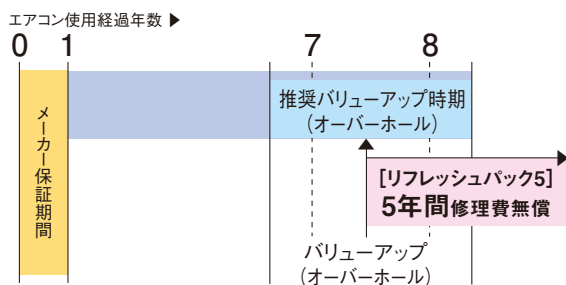 エアコン使用経過年数 ▶
0 1 7 8
メーカー保証期間
推奨バリューアップ時期
(オーバーホール)
[リフレッシュパック5]
5年間修理費無償
バリューアップ
(オーバーホール)